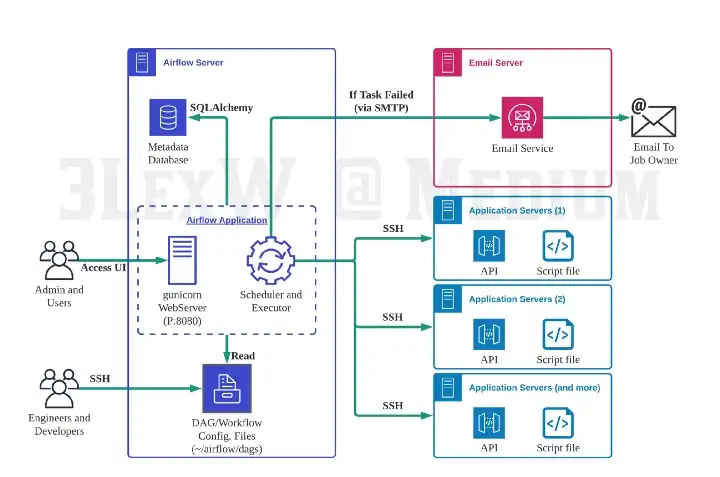 Airflow Server
Email Server
If Task Failed
(via SMTP)
SQLAlchemy
Metadata
Database
Email Service
Email To
Job Owner
3LexW @ Medium
Airflow Application
Application Servers (1)
SSH
Access UI
API
Script file
Admin and
Users
gunicorn
WebServer
(P:8080)
Scheduler and
Executor
Application Servers (2)
SSH
API
Script file
Read
SSH
Engineers and
Developers
DAG/Workflow
Config. Files
(~/airflow/dags)
Application Servers (and more)
SSH
API
Script file